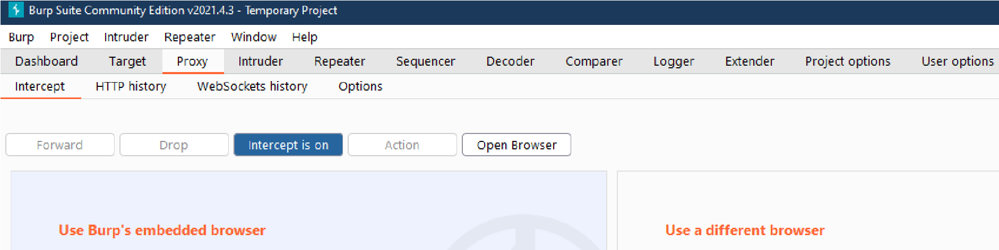 Burp Suite Community Edition v2021.4.3 - Temporary Project
Burp Project Intruder Repeater Window Help
Dashboard Target Proxy Intruder Repeater Sequencer Decoder Comparer Logger Extender Project options User options
Intercept HTTP history WebSockets history Options
Forward Drop Intercept is on Action Open Browser
Use Burp's embedded browser Use a different browser